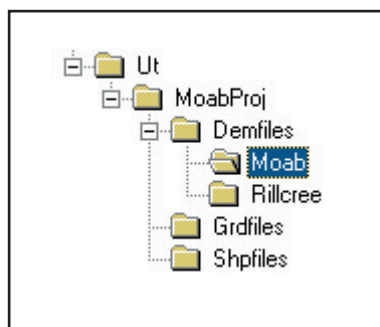 Ut
MoabProj
Demfiles
Moab
Rillcree
Grdfiles
Shpfiles